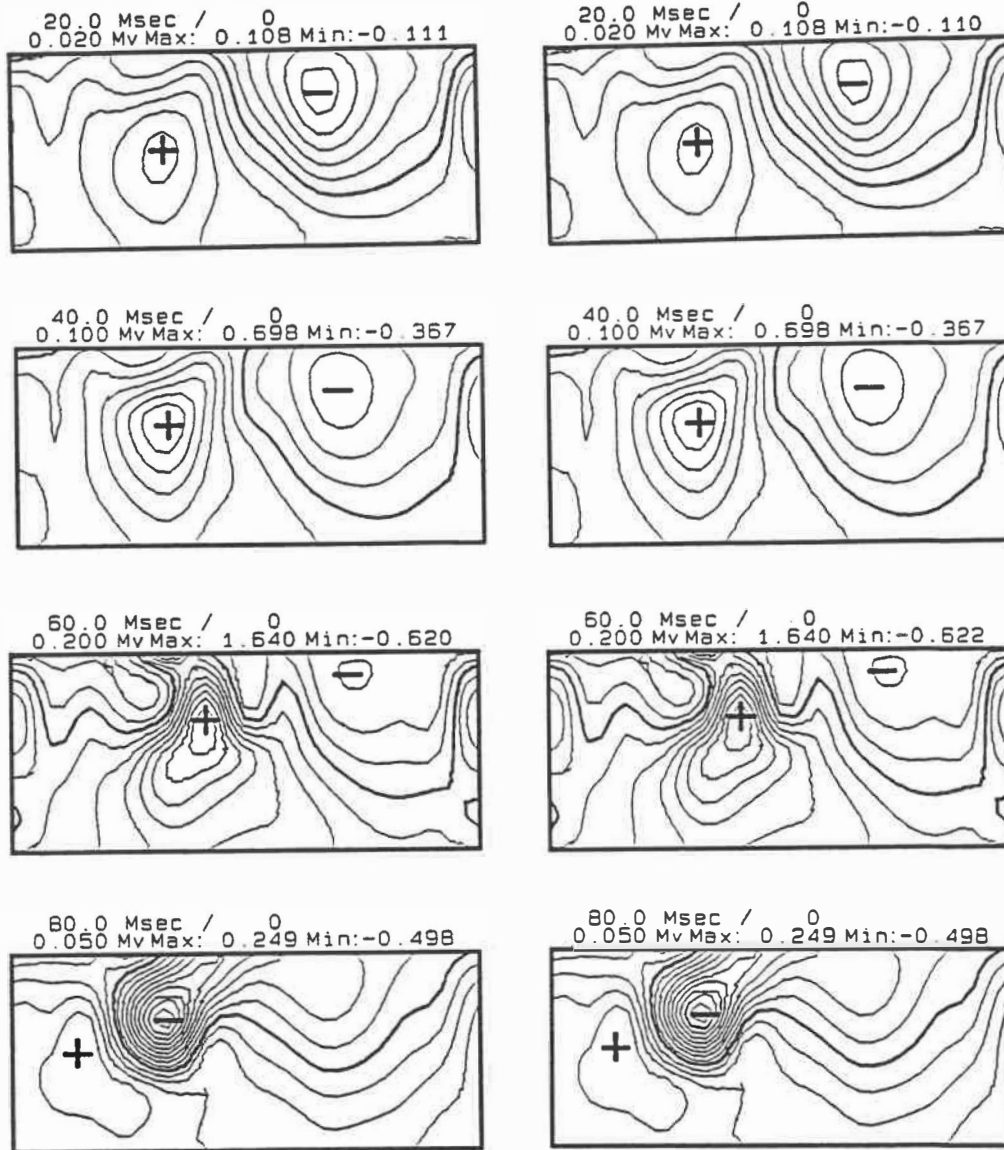 20.0 Msec / 0
0.020 Mv Max: 0.108 Min:-0.111
20.0 Msec / 0
0.020 Mv Max: 0.108 Min:-0.110
40.0 Msec / 0
0.100 Mv Max: 0.698 Min:-0.367
40.0 Msec / 0
0.100 Mv Max: 0.698 Min:-0.367
60.0 Msec / 0
0.200 Mv Max: 1.640 Min:-0.620
60.0 Msec / 0
0.200 Mv Max: 1.640 Min:-0.622
80.0 Msec / 0
0.050 Mv Max: 0.249 Min:-0.498
80.0 Msec / 0
0.050 Mv Max: 0.249 Min:-0.498